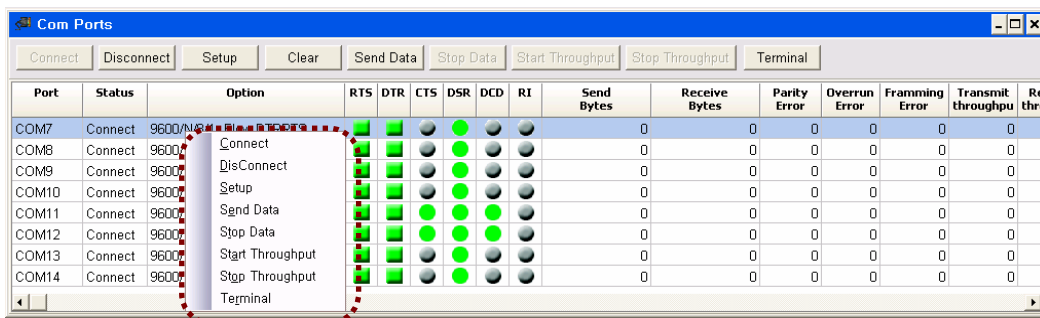 Com Ports
Connect Disconnect Setup Clear Send Data Stop Data Start Throughput Stop Throughput Terminal
Port Status Option RTS DTR CTS DSR DCD RI Send Bytes Receive Bytes Parity Error Overrun Error Framming Error Transmit throughpu
COM7 Connect 0 0 0 0 0 0
COM8 Connect 9600/ 0 0 0 0 0 0
COM9 Connect 9600/ 0 0 0 0 0 0
COM10 Connect 9600/ 0 0 0 0 0 0
COM11 Connect 9600/ 0 0 0 0 0 0
COM12 Connect 9600/ 0 0 0 0 0 0
COM13 Connect 9600/ 0 0 0 0 0 0
COM14 Connect 9600/ 0 0 0 0 0 0
Connect
DisConnect
Setup
Send Data
Stop Data
Start Throughput
Stop Throughput
Terminal